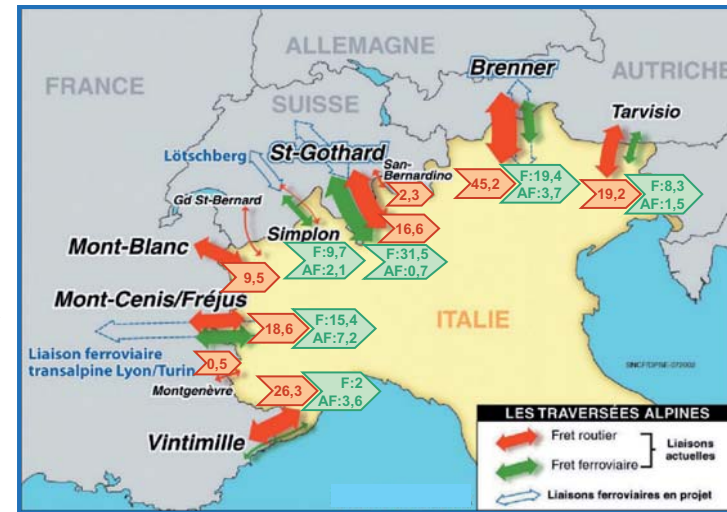 ALLEMAGNE
FRANCE
SUISSE
AUTRICHE
Brenner
Tarvisio
Lötschberg
St-Gothard
San-
Bernardino
Gd St-Bernard
Simplon
2,3
45,2
F:19,4
AF:3,7
19,2
F:8,3
AF:1,5
16,6
Mont-Blanc
9,5
F:9,7
AF:2,1
F:31,5
AF:0,7
Mont-Cenis/Fréjus
18,6
F:15,4
AF:7,2
ITALIE
Liaison ferroviaire
transalpine Lyon/Turin
0,5
Montgenèvre
26,3
F:2
AF:3,6
Vintimille
LES TRAVERSÉES ALPINES
Fret routier
Fret ferroviaire
Liaisons
actuelles
Liaisons ferroviaires en projet